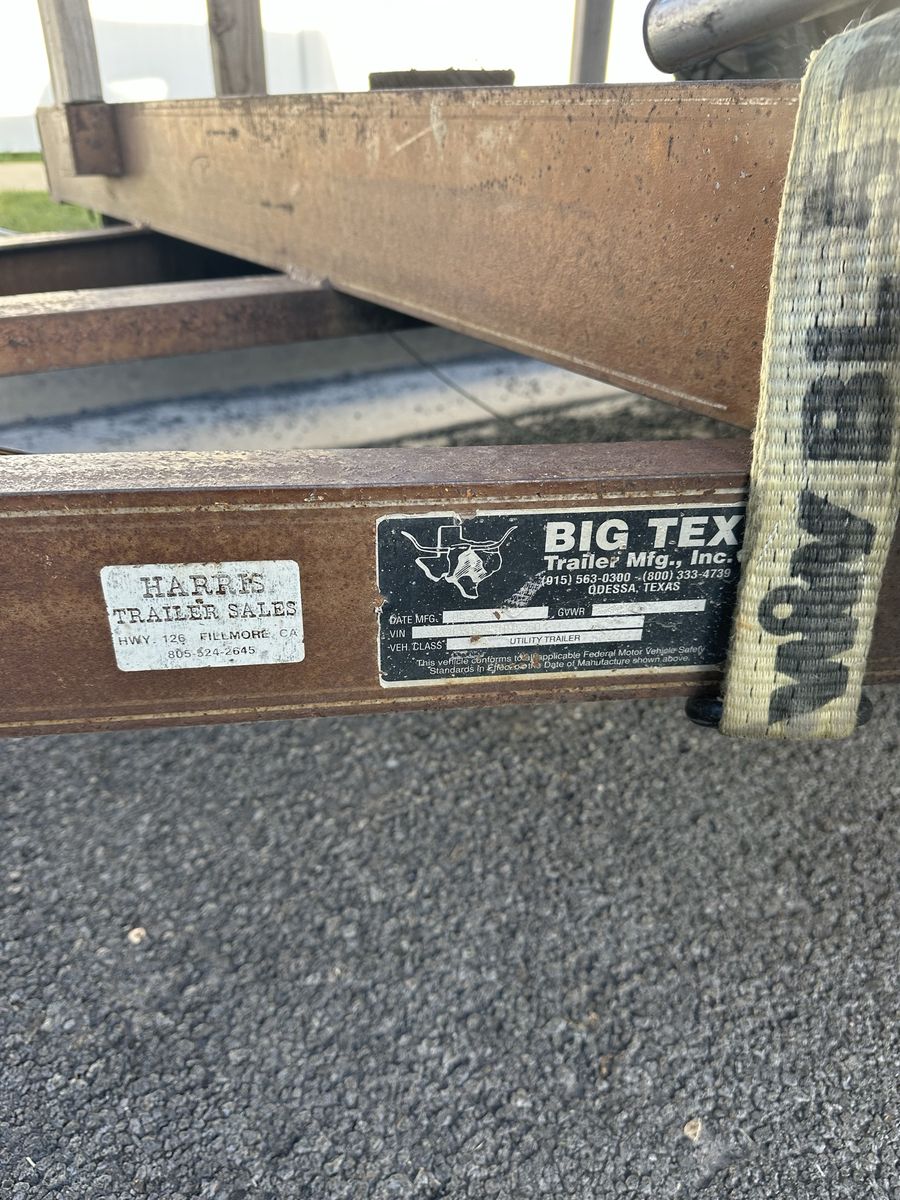 HARRIS
TRAILER SALES
HWY. 126 FILLMORE, CA
805-524-2645
BIG TEX
Trailer Mfg., Inc.
(915) 563-0300 - (800) 333-4739
ODESSA, TEXAS
DATE MFG. GVWR
VIN
VEH. CLASS UTILITY TRAILER
This vehicle conforms to all applicable Federal Motor Vehicle Safety
Standards in Effect on the Date of Manufacture shown above.